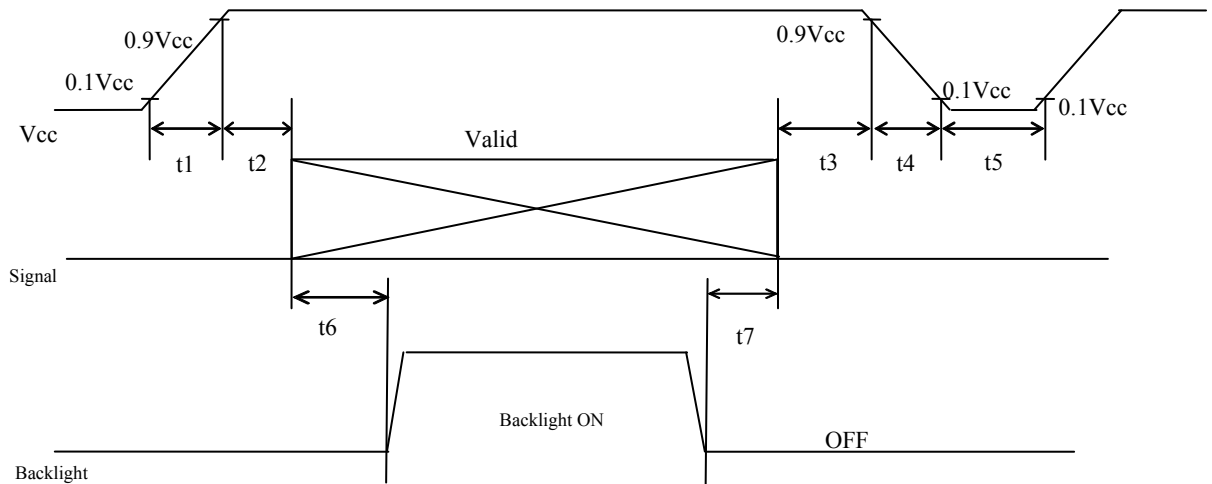 0.9Vcc
0.9Vcc
0.1Vcc
0.1Vcc
0.1Vcc
Vcc
Valid
t1
t2
t3
t4
t5
Signal
t6
t7
Backlight ON
OFF
Backlight